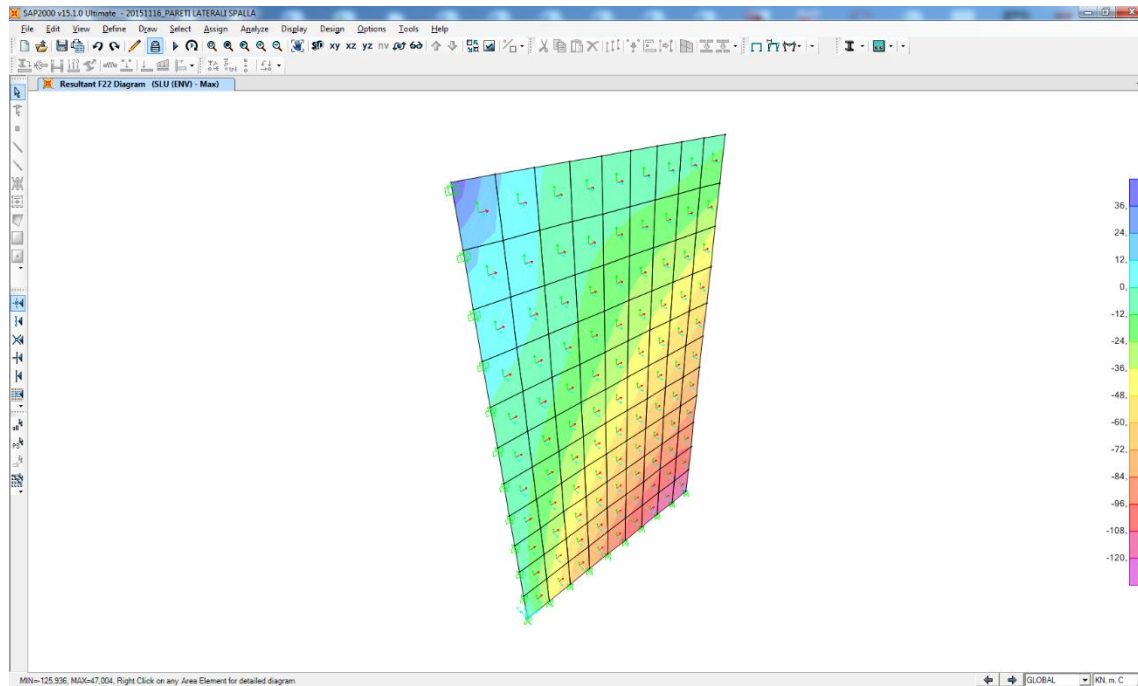 SAP2000 v15.1.0 Ultimate - 20151116_PARETI LATERALI SPALLA
File Edit View Define Draw Select Assign Analyze Display Design Options Tools Help
xy xz yz nv
Resultant F22 Diagram (SLU (ENV) - Max)
36,
24,
12,
0,
-12,
-24,
-36,
-48,
-60,
-72,
-84,
-96,
-108,
-120,
MIN=-125,936, MAX=47,004, Right Click on any Area Element for detailed diagram
GLOBAL
KN, m, C